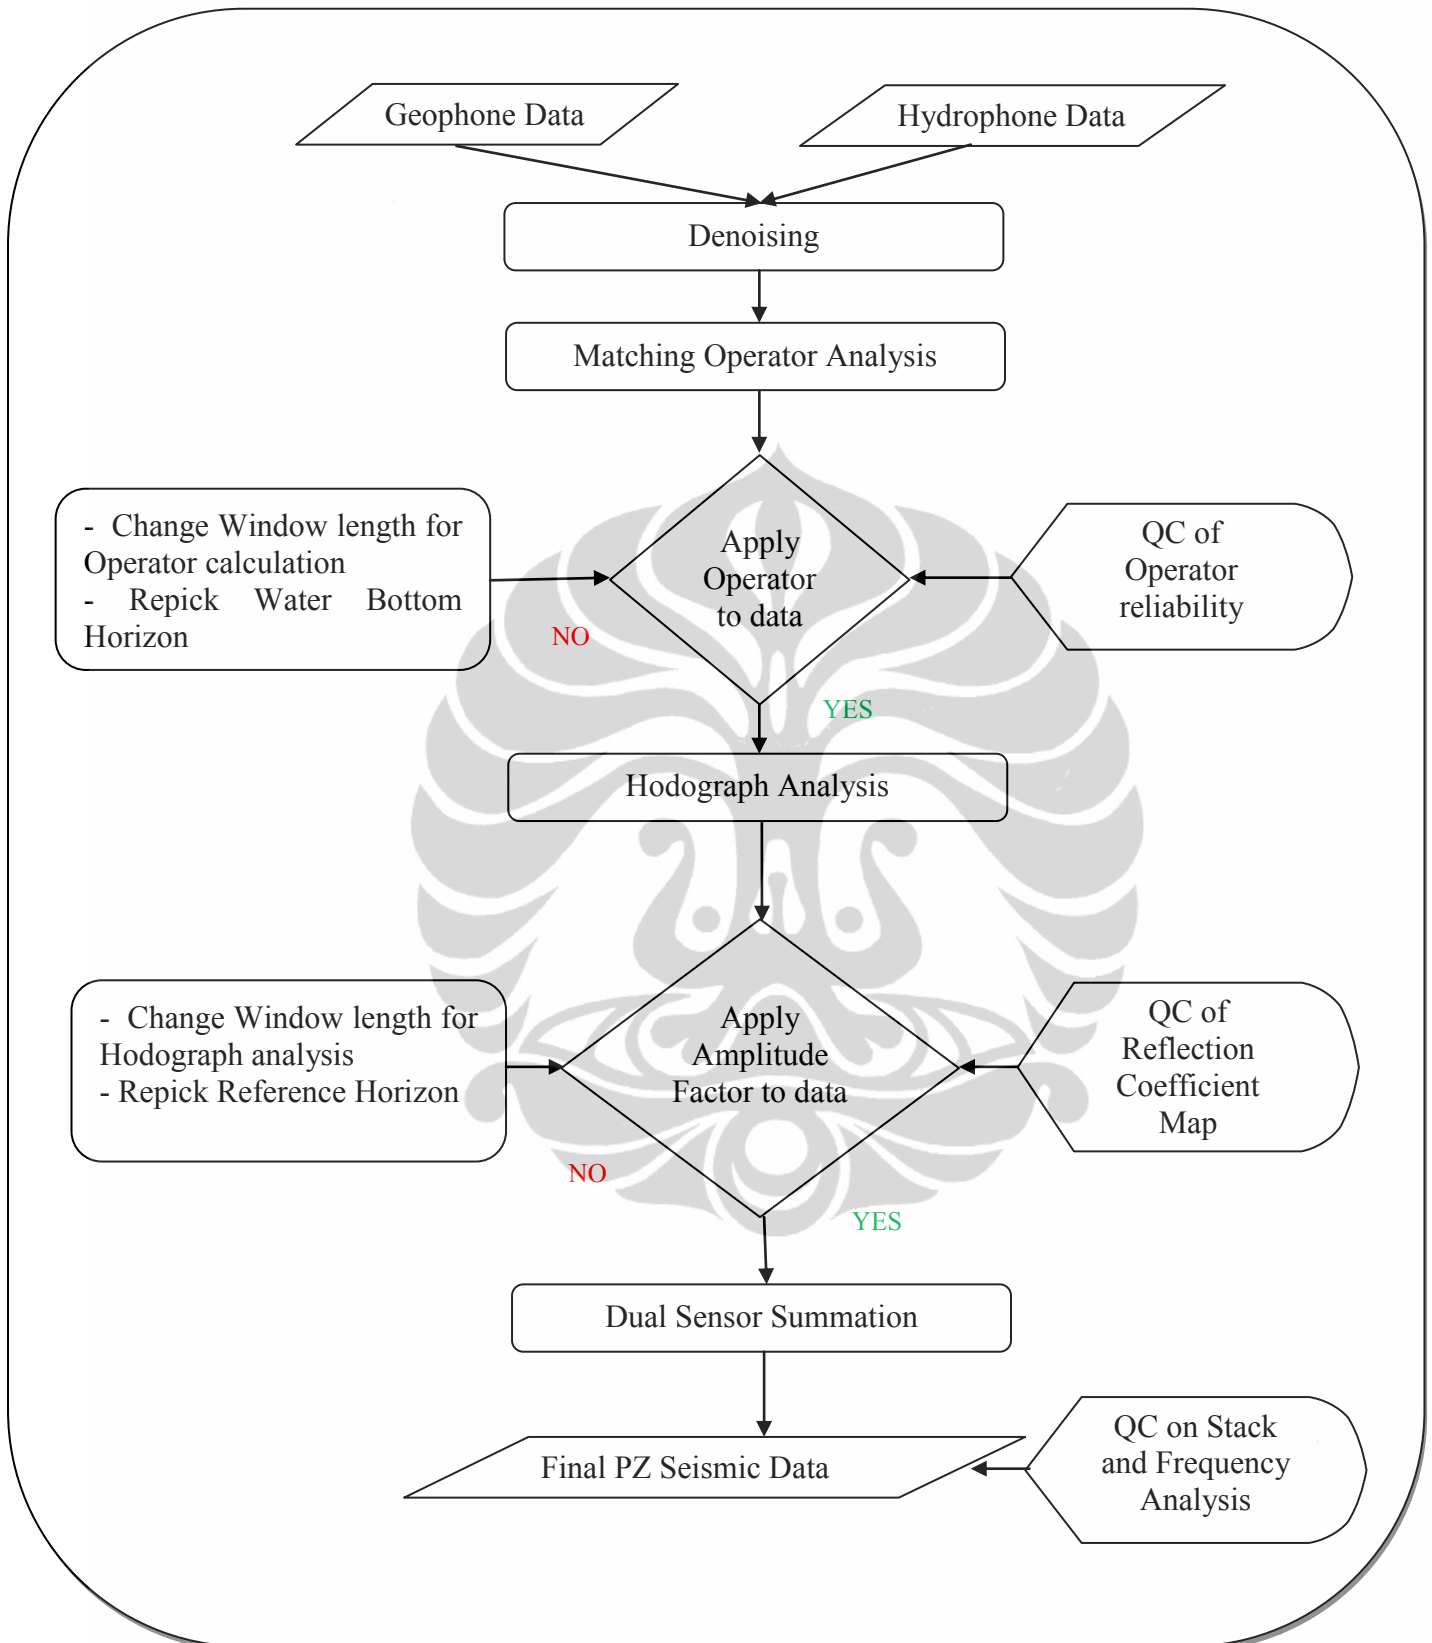 Geophone Data
Hydrophone Data
Denoising
Matching Operator Analysis
- Change Window length for
Operator calculation
- Repick Water Bottom
Horizon
NO
Apply
Operator
to data
QC of
Operator
reliability
YES
Hodograph Analysis
- Change Window length for
Hodograph analysis
- Repick Reference Horizon
NO
Apply
Amplitude
Factor to data
QC of
Reflection
Coefficient
Map
YES
Dual Sensor Summation
Final PZ Seismic Data
QC on Stack
and Frequency
Analysis